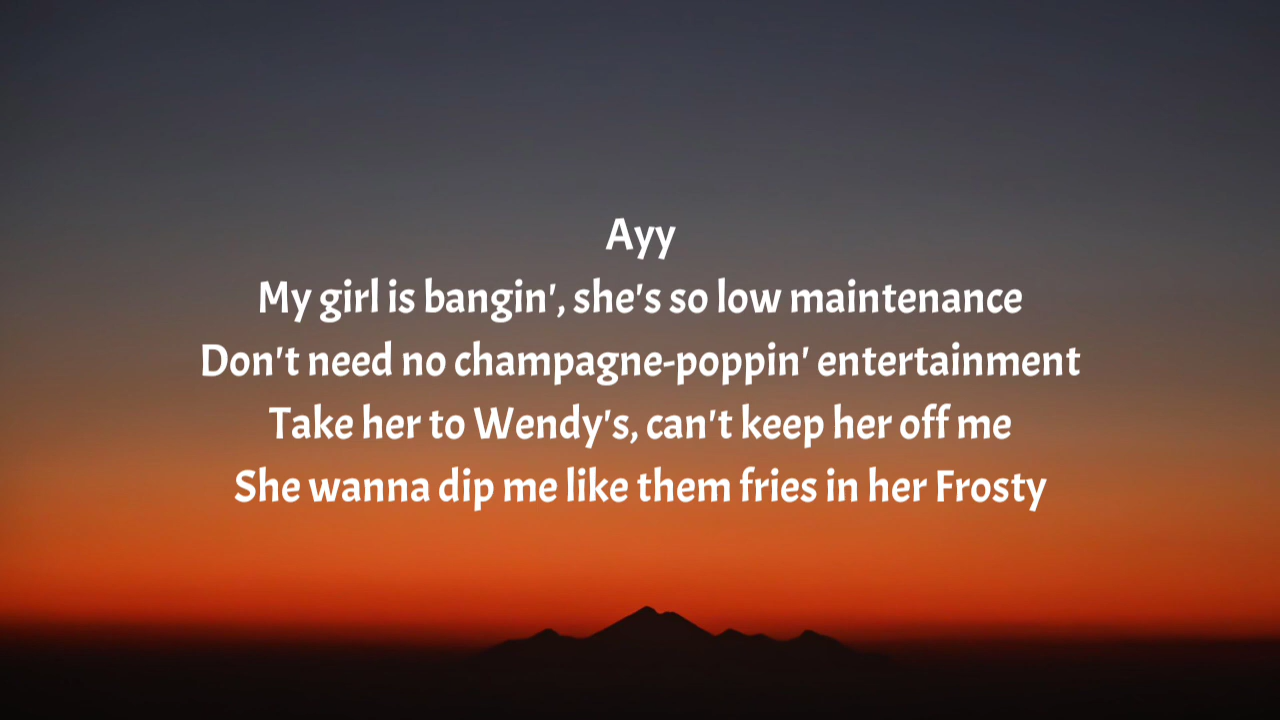 Ayy
My girl is bangin', she's so low maintenance
Don't need no champagne-poppin' entertainment
Take her to Wendy's, can't keep her off me
She wanna dip me like them fries in her Frosty